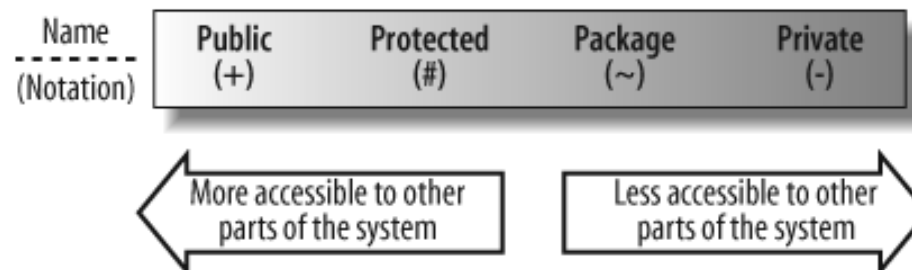 Name
(Notation)
Public Protected Package Private
(+) (#) (~) (-)
More accessible to other
parts of the system
Less accessible to other
parts of the system